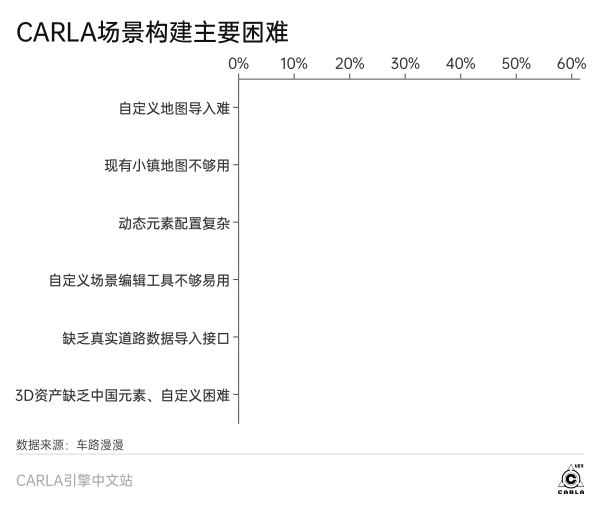 CARLA场景构建主要困难
0% 10% 20% 30% 40% 50% 60%
自定义地图导入难
现有小镇地图不够用
动态元素配置复杂
自定义场景编辑工具不够易用
缺乏真实道路数据导入接口
3D资产缺乏中国元素、自定义困难
数据来源：车路漫漫
CARLA引擎中文站
UE5
CARLA